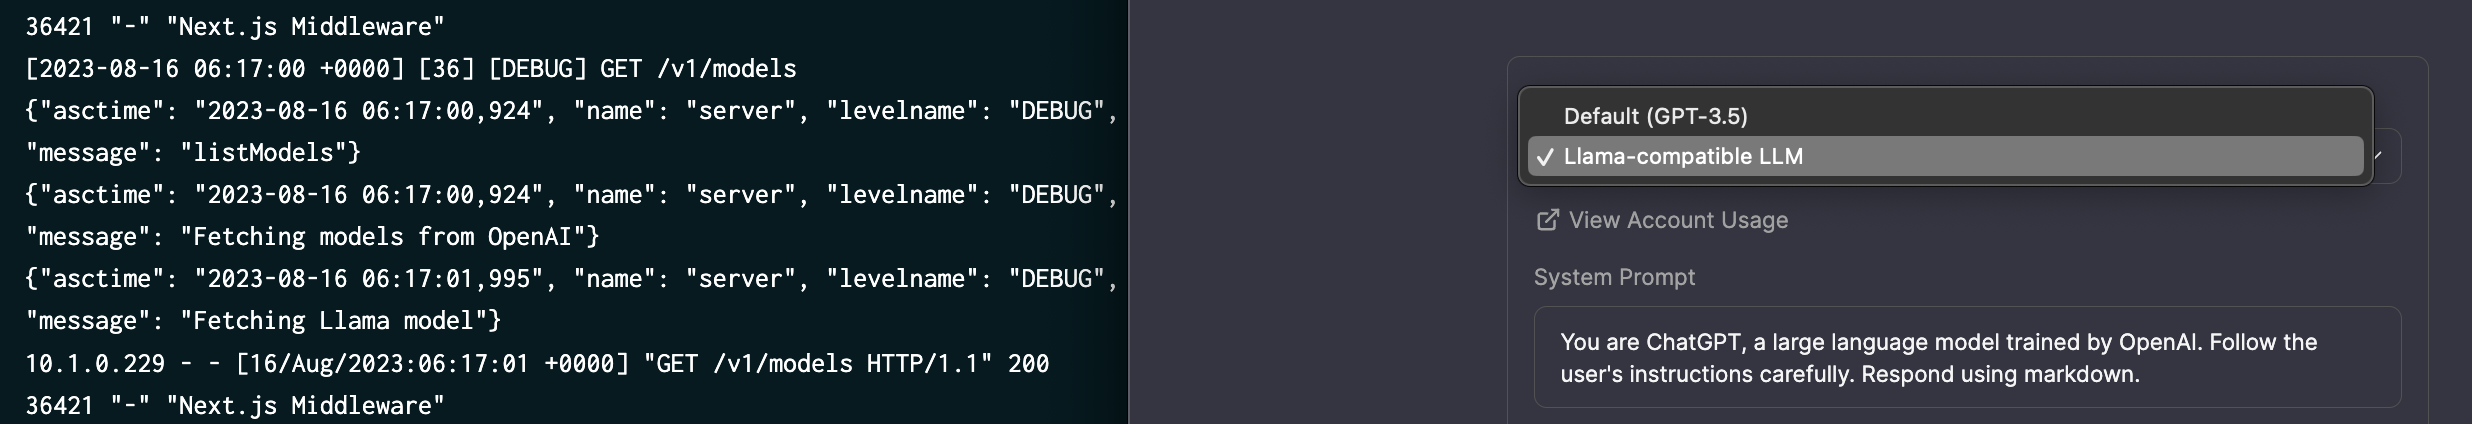 36421 "-" "Next.js Middleware"
[2023-08-16 06:17:00 +0000] [36] [DEBUG] GET /v1/models
{"asctime": "2023-08-16 06:17:00,924", "name": "server", "levelname": "DEBUG",
"message": "listModels"}
{"asctime": "2023-08-16 06:17:00,924", "name": "server", "levelname": "DEBUG",
"message": "Fetching models from OpenAI"}
{"asctime": "2023-08-16 06:17:01,995", "name": "server", "levelname": "DEBUG",
"message": "Fetching Llama model"}
10.1.0.229 - - [16/Aug/2023:06:17:01 +0000] "GET /v1/models HTTP/1.1" 200
36421 "-" "Next.js Middleware"
Default (GPT-3.5)
✓ Llama-compatible LLM
View Account Usage
System Prompt
You are ChatGPT, a large language model trained by OpenAI. Follow the
user's instructions carefully. Respond using markdown.